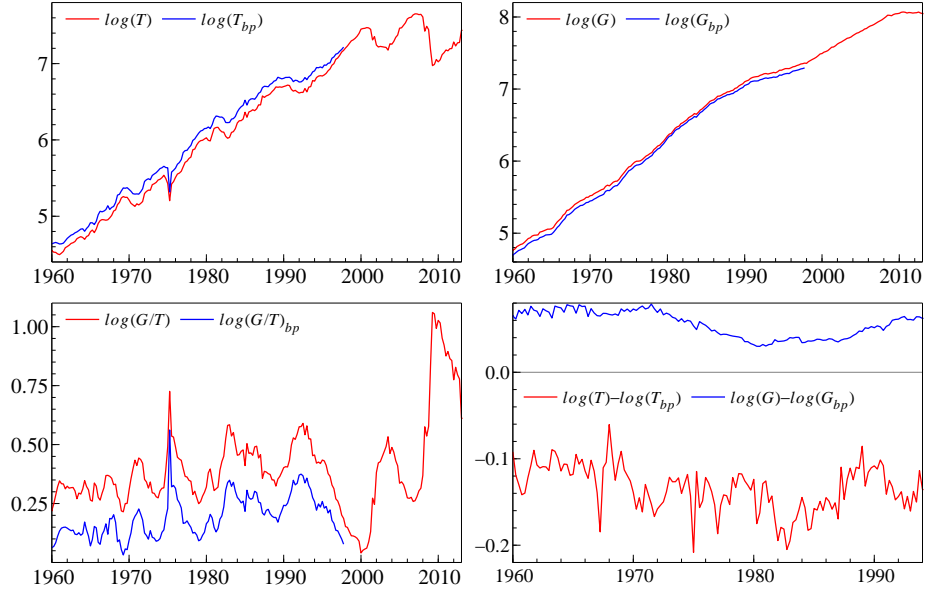 log(T) log(T_bp)
7
6
5
1960 1970 1980 1990 2000 2010
log(G) log(G_bp)
8
7
6
5
1960 1970 1980 1990 2000 2010
log(G/T) log(G/T)_bp
1.00
0.75
0.50
0.25
1960 1970 1980 1990 2000 2010
0.0
log(T)−log(T_bp) log(G)−log(G_bp)
−0.1
−0.2
1960 1970 1980 1990